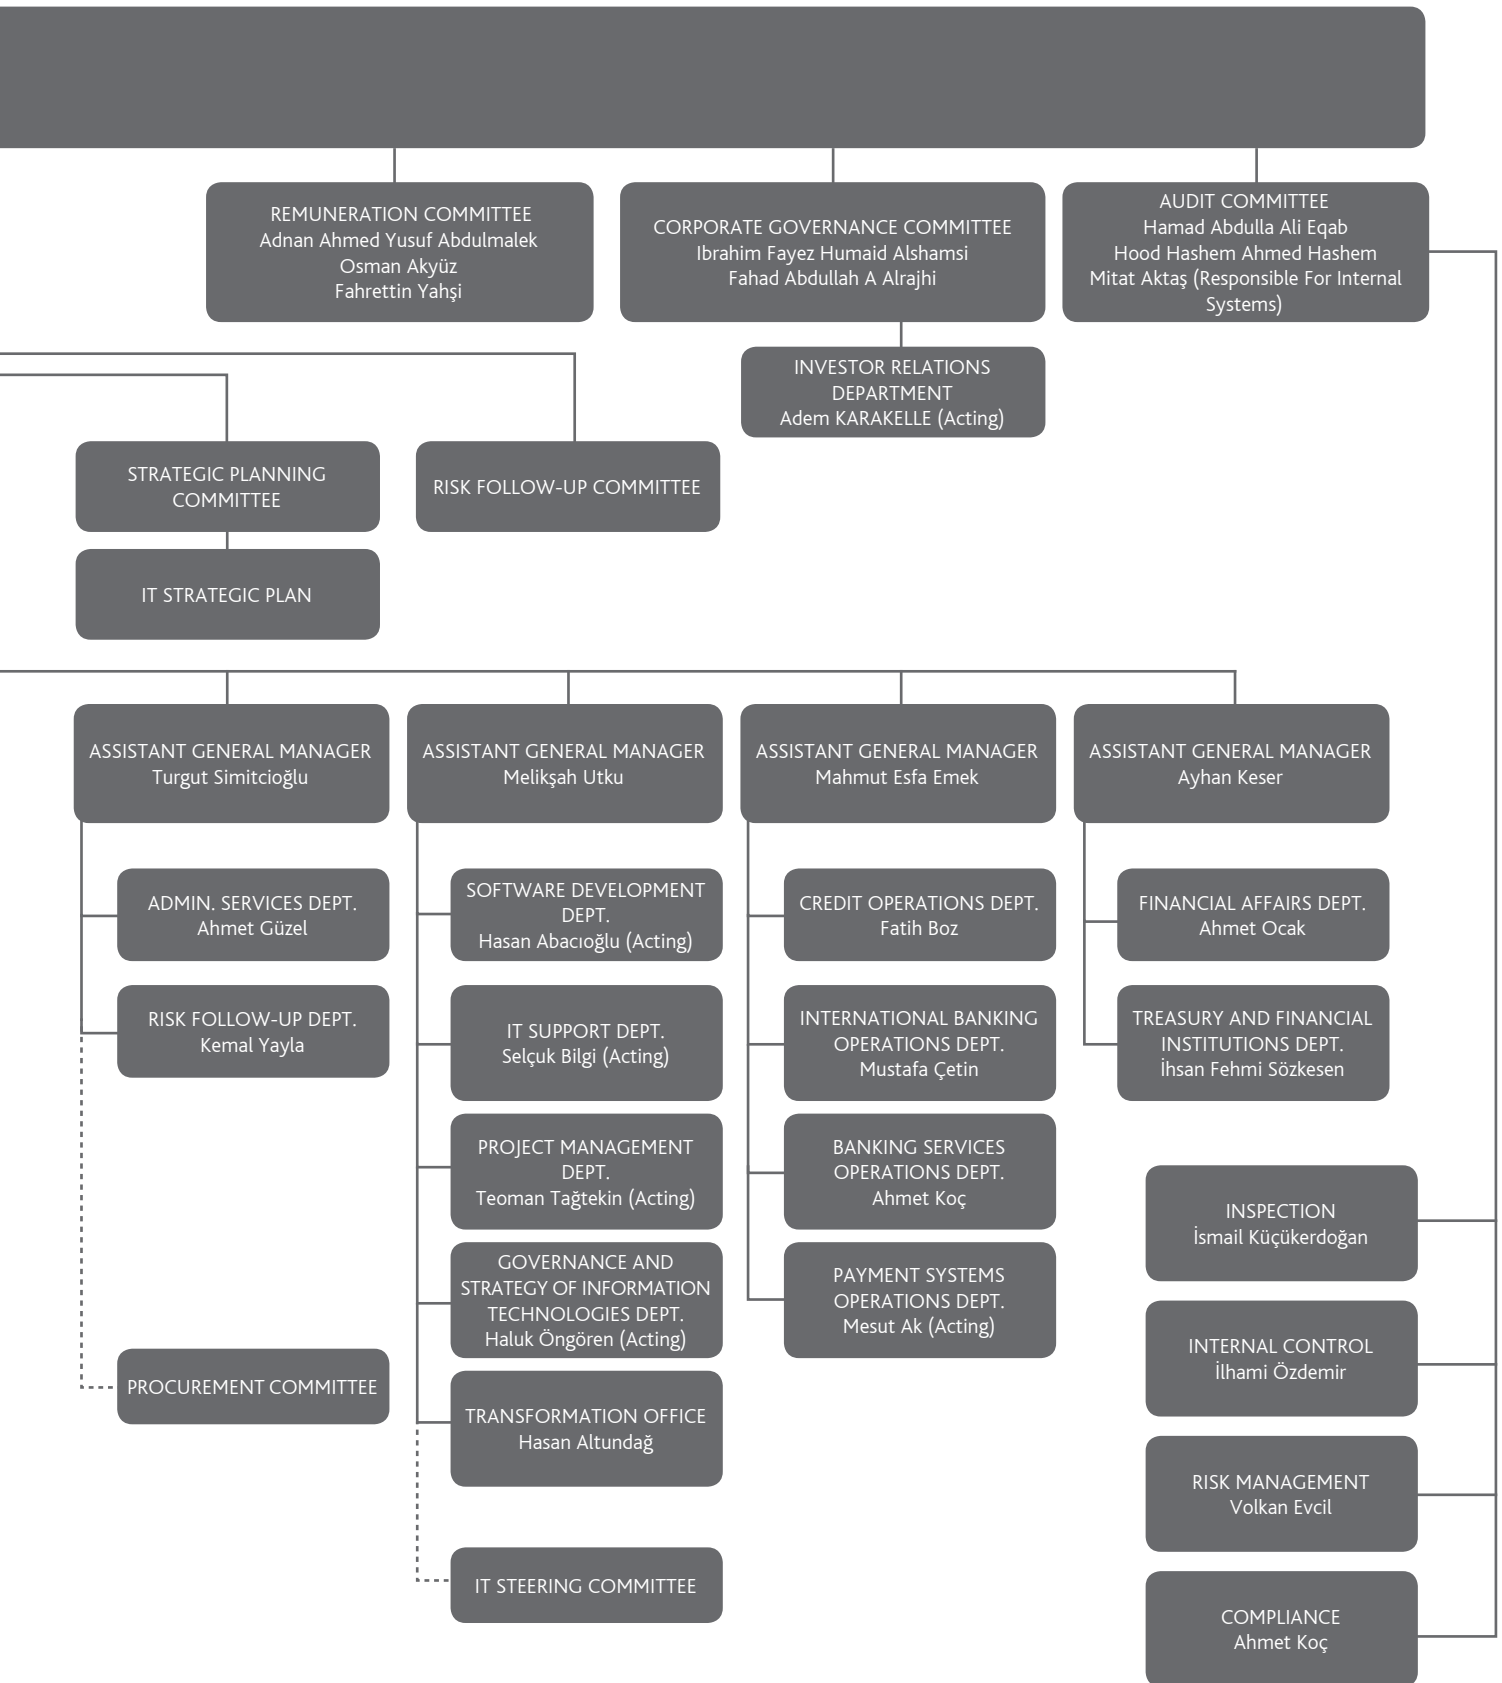 REMUNERATION COMMITTEE
Adnan Ahmed Yusuf Abdulmalek
Osman Akyüz
Fahrettin Yahşi
CORPORATE GOVERNANCE COMMITTEE
Ibrahim Fayez Humaid Alshamsi
Fahad Abdullah A Alrajhi
AUDIT COMMITTEE
Hamad Abdulla Ali Eqab
Hood Hashem Ahmed Hashem
Mitat Aktaş (Responsible For Internal
Systems)
INVESTOR RELATIONS
DEPARTMENT
Adem KARAKELLE (Acting)
STRATEGIC PLANNING
COMMITTEE
RISK FOLLOW-UP COMMITTEE
IT STRATEGIC PLAN
ASSISTANT GENERAL MANAGER
Turgut Simitcioğlu
ADMIN. SERVICES DEPT.
Ahmet Güzel
RISK FOLLOW-UP DEPT.
Kemal Yayla
PROCUREMENT COMMITTEE
ASSISTANT GENERAL MANAGER
Melikşah Utku
SOFTWARE DEVELOPMENT
DEPT.
Hasan Abacıoğlu (Acting)
IT SUPPORT DEPT.
Selçuk Bilgi (Acting)
PROJECT MANAGEMENT
DEPT.
Teoman Tağtekin (Acting)
GOVERNANCE AND
STRATEGY OF INFORMATION
TECHNOLOGIES DEPT.
Haluk Öngören (Acting)
TRANSFORMATION OFFICE
Hasan Altundağ
IT STEERING COMMITTEE
ASSISTANT GENERAL MANAGER
Mahmut Esfa Emek
CREDIT OPERATIONS DEPT.
Fatih Boz
INTERNATIONAL BANKING
OPERATIONS DEPT.
Mustafa Çetin
BANKING SERVICES
OPERATIONS DEPT.
Ahmet Koç
PAYMENT SYSTEMS
OPERATIONS DEPT.
Mesut Ak (Acting)
ASSISTANT GENERAL MANAGER
Ayhan Keser
FINANCIAL AFFAIRS DEPT.
Ahmet Ocak
TREASURY AND FINANCIAL
INSTITUTIONS DEPT.
İhsan Fehmi Sözkesen
INSPECTION
İsmail Küçükerdoğan
INTERNAL CONTROL
İlhami Özdemir
RISK MANAGEMENT
Volkan Evcil
COMPLIANCE
Ahmet Koç